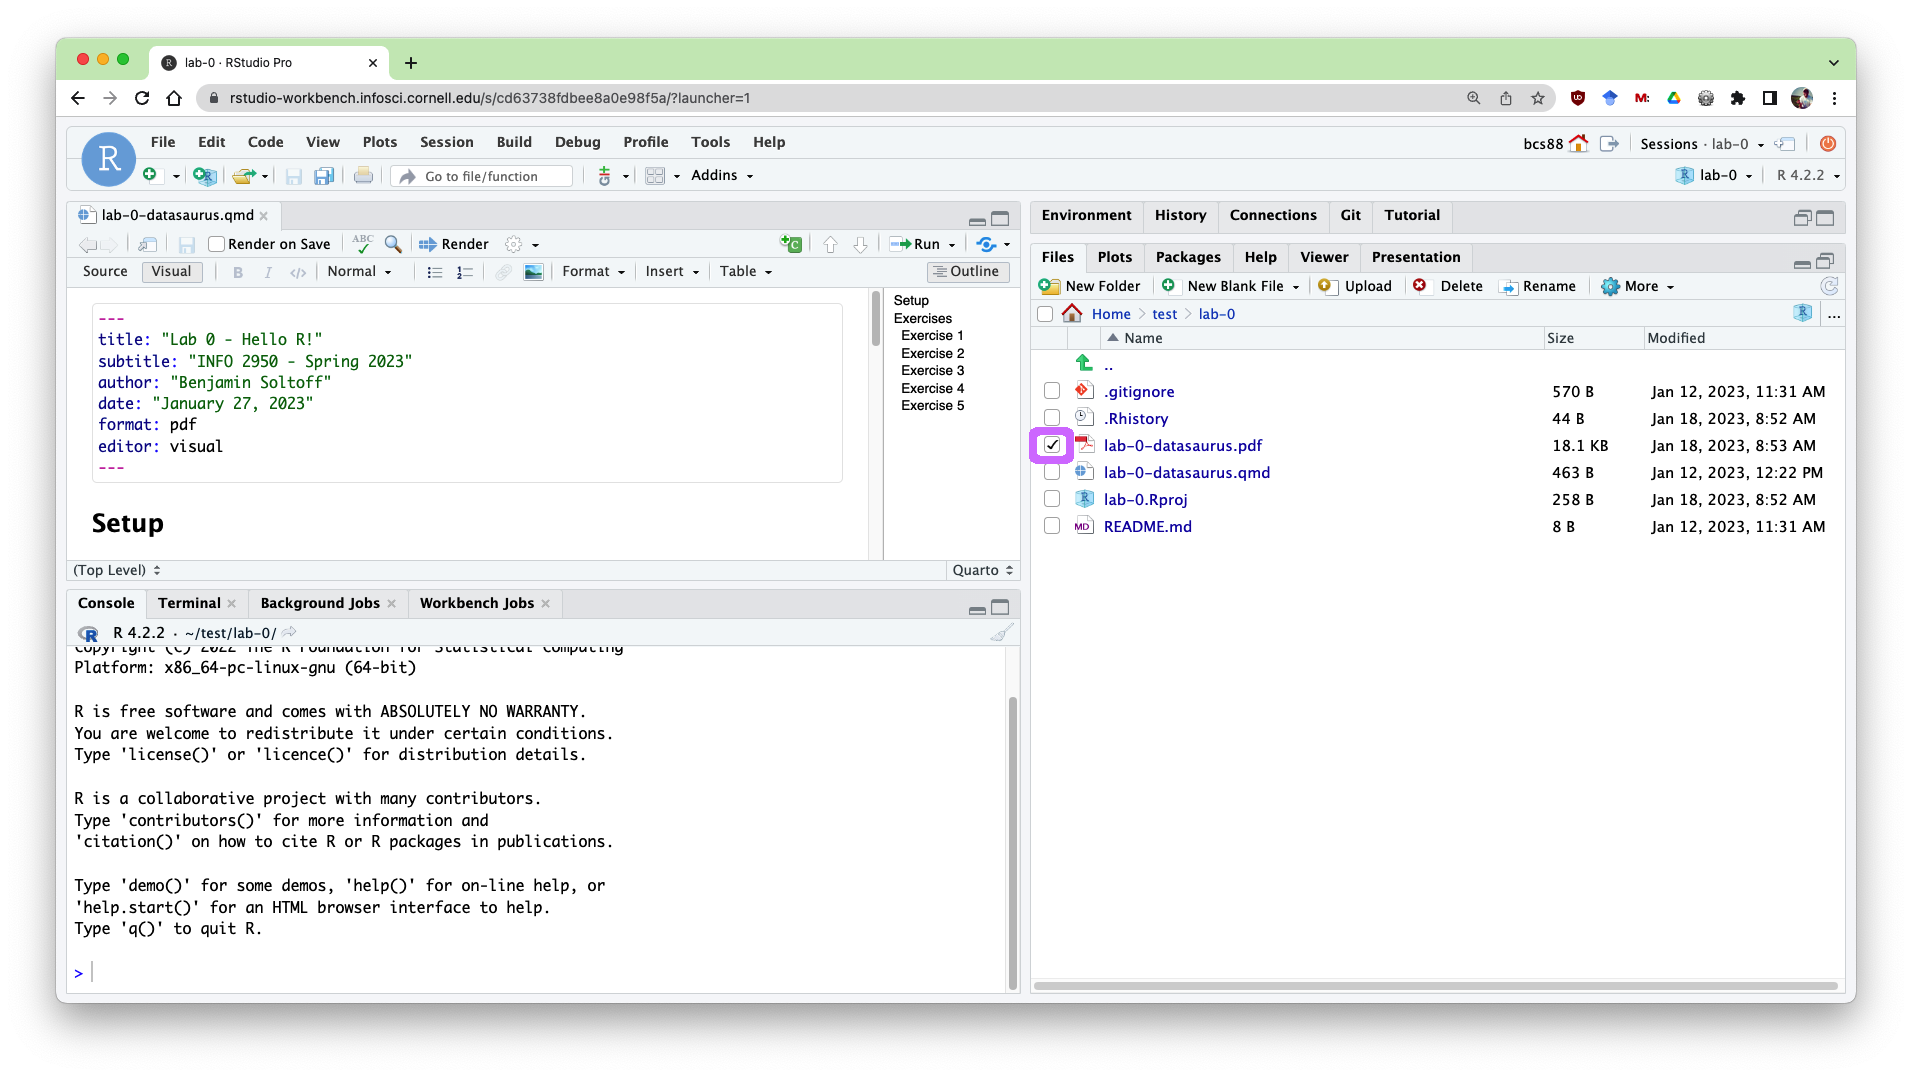 lab-0 · RStudio Pro
rstudio-workbench.infosci.cornell.edu/s/cd63738fdbee8a0e98f5a/?launcher=1
R
File Edit Code View Plots Session Build Debug Profile Tools Help
bcs88 Sessions · lab-0
Go to file/function Addins
lab-0 R 4.2.2
lab-0-datasaurus.qmd
Render on Save ABC Render Run
Source Visual B I </> Normal Format Insert Table Outline
---
title: "Lab 0 - Hello R!"
subtitle: "INFO 2950 - Spring 2023"
author: "Benjamin Soltoff"
date: "January 27, 2023"
format: pdf
editor: visual
---
Setup
Setup
Exercises
Exercise 1
Exercise 2
Exercise 3
Exercise 4
Exercise 5
(Top Level) Quarto
Console Terminal Background Jobs Workbench Jobs
R 4.2.2 · ~/test/lab-0/
Copyright (C) 2022 The R Foundation for Statistical Computing
Platform: x86_64-pc-linux-gnu (64-bit)
R is free software and comes with ABSOLUTELY NO WARRANTY.
You are welcome to redistribute it under certain conditions.
Type 'license()' or 'licence()' for distribution details.
R is a collaborative project with many contributors.
Type 'contributors()' for more information and
'citation()' on how to cite R or R packages in publications.
Type 'demo()' for some demos, 'help()' for on-line help, or
'help.start()' for an HTML browser interface to help.
Type 'q()' to quit R.
>
Environment History Connections Git Tutorial
Files Plots Packages Help Viewer Presentation
New Folder New Blank File Upload Delete Rename More
Home test lab-0 ...
Name Size Modified
..
.gitignore 570 B Jan 12, 2023, 11:31 AM
.Rhistory 44 B Jan 18, 2023, 8:52 AM
lab-0-datasaurus.pdf 18.1 KB Jan 18, 2023, 8:53 AM
lab-0-datasaurus.qmd 463 B Jan 12, 2023, 12:22 PM
lab-0.Rproj 258 B Jan 18, 2023, 8:52 AM
MD README.md 8 B Jan 12, 2023, 11:31 AM